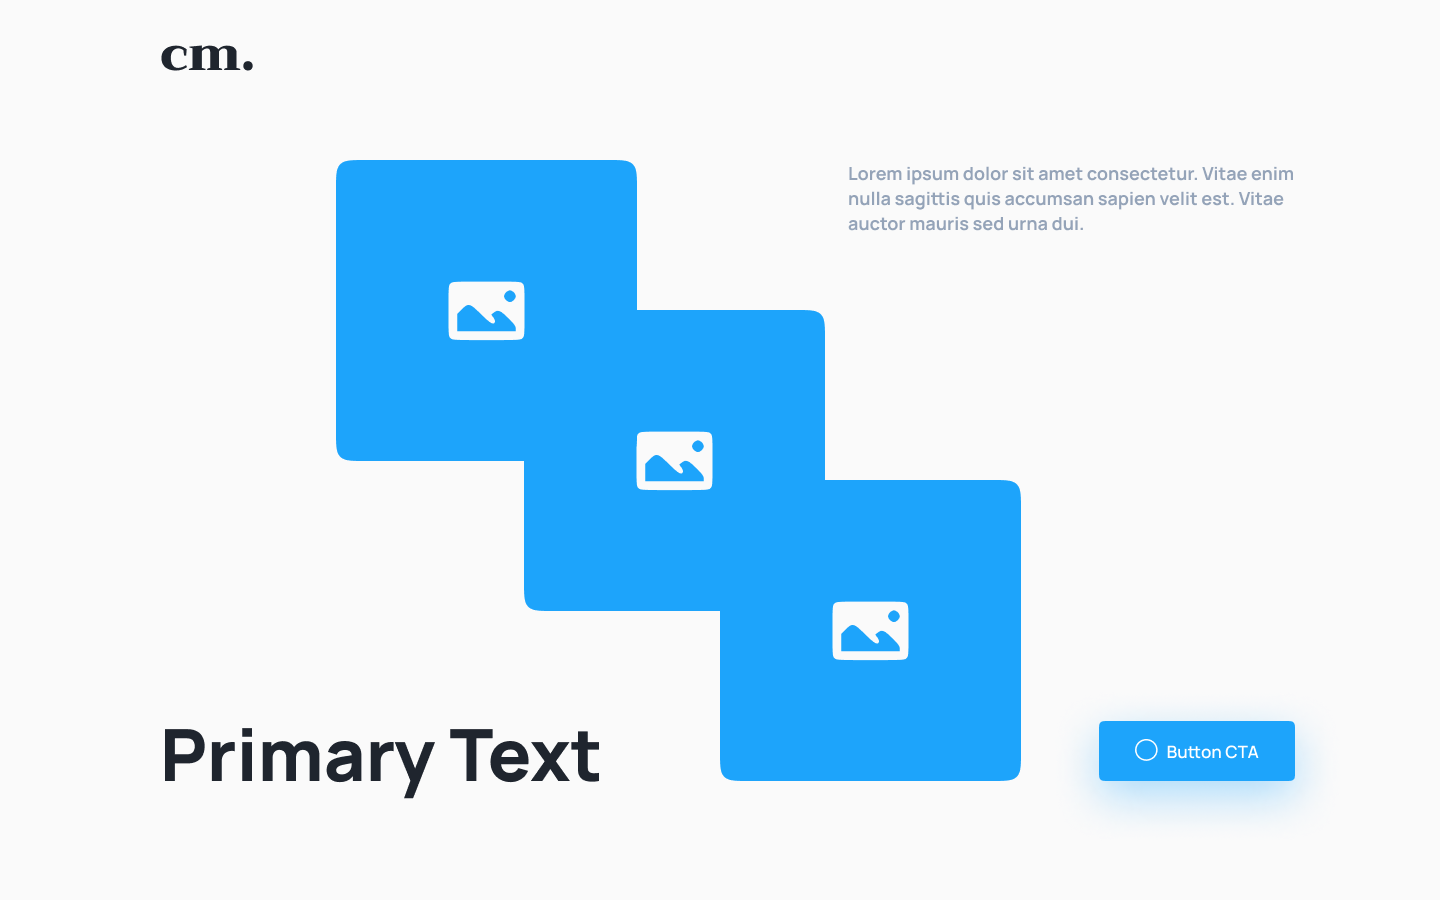 cm.
Lorem ipsum dolor sit amet consectetur. Vitae enim
nulla sagittis quis accumsan sapien velit est. Vitae
auctor mauris sed urna dui.
Primary Text
Button CTA